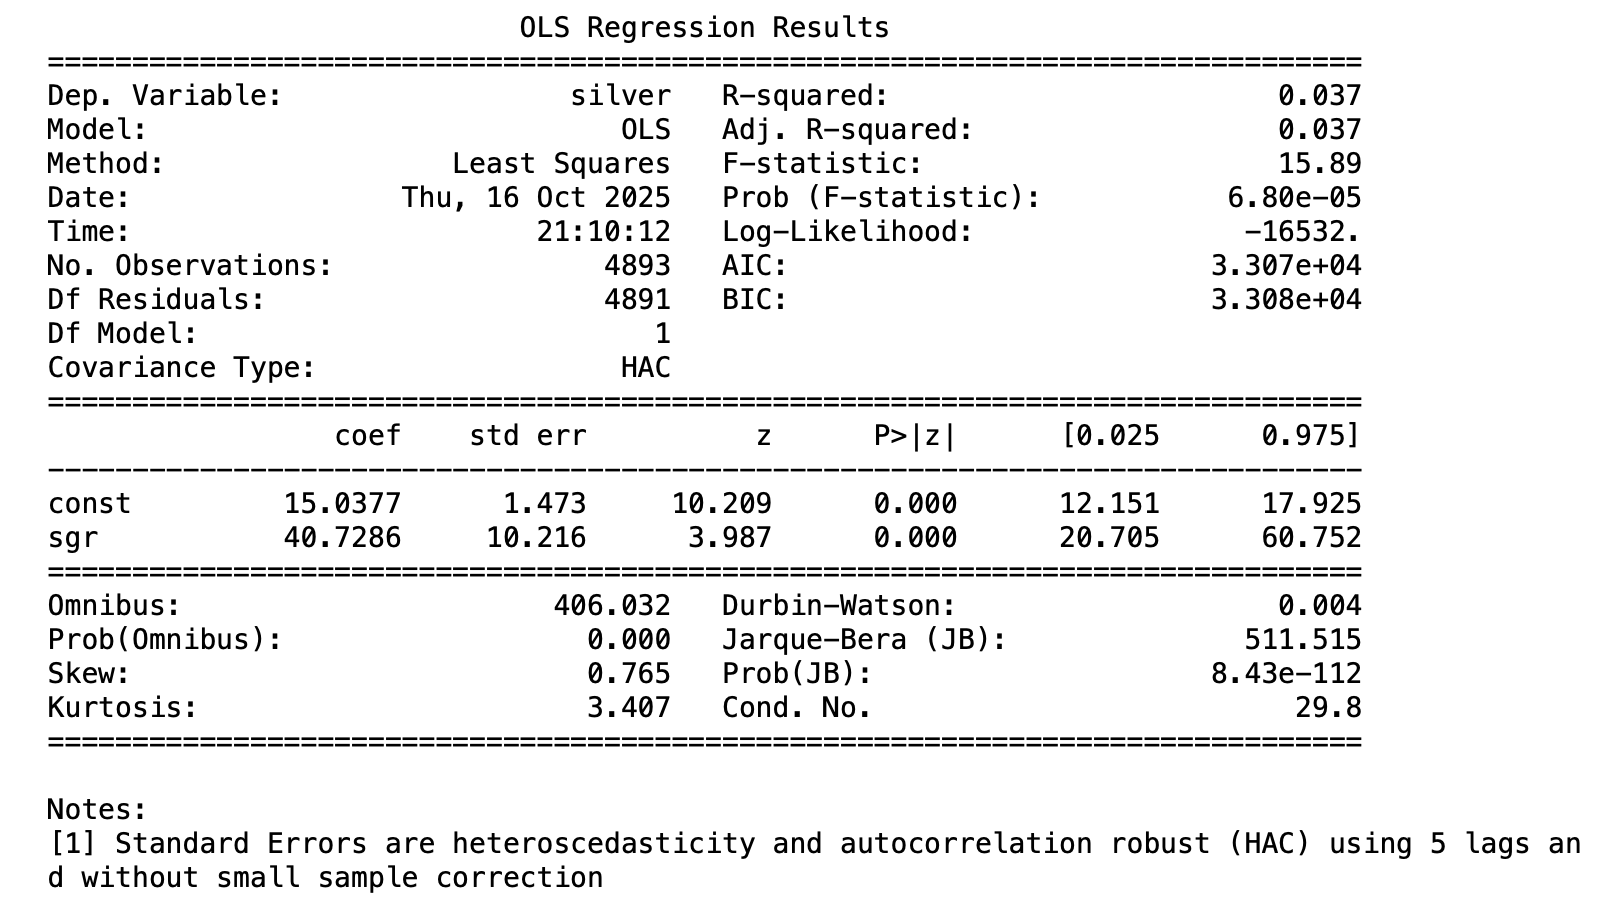 OLS Regression Results
==============================================================================
Dep. Variable:                 silver   R-squared:                       0.037
Model:                            OLS   Adj. R-squared:                  0.037
Method:                 Least Squares   F-statistic:                     15.89
Date:                Thu, 16 Oct 2025   Prob (F-statistic):           6.80e-05
Time:                        21:10:12   Log-Likelihood:                -16532.
No. Observations:                4893   AIC:                         3.307e+04
Df Residuals:                    4891   BIC:                         3.308e+04
Df Model:                           1
Covariance Type:                  HAC
==============================================================================
                 coef    std err          z      P>|z|      [0.025      0.975]
------------------------------------------------------------------------------
const         15.0377      1.473     10.209      0.000      12.151      17.925
sgr           40.7286     10.216      3.987      0.000      20.705      60.752
==============================================================================
Omnibus:                      406.032   Durbin-Watson:                   0.004
Prob(Omnibus):                  0.000   Jarque-Bera (JB):              511.515
Skew:                           0.765   Prob(JB):                    8.43e-112
Kurtosis:                       3.407   Cond. No.                         29.8
==============================================================================
Notes:
[1] Standard Errors are heteroscedasticity and autocorrelation robust (HAC) using 5 lags an
d without small sample correction